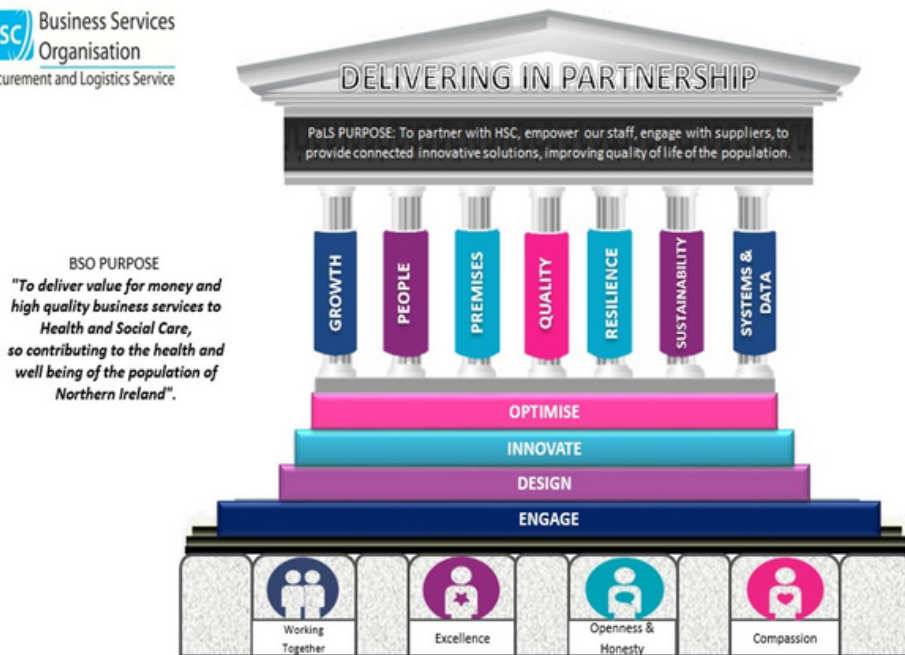 SC Business Services
Organisation
curement and Logistics Service
DELIVERING IN PARTNERSHIP
PaLS PURPOSE: To partner with HSC, empower our staff, engage with suppliers, to
provide connected innovative solutions, improving quality of life of the population.
BSO PURPOSE
"To deliver value for money and
high quality business services to
Health and Social Care,
so contributing to the health and
well being of the population of
Northern Ireland".
GROWTH
PEOPLE
PREMISES
QUALITY
RESILIENCE
SUSTAINABILITY
SYSTEMS &
DATA
OPTIMISE
INNOVATE
DESIGN
ENGAGE
Working
Together
Excellence
Openness &
Honesty
Compassion